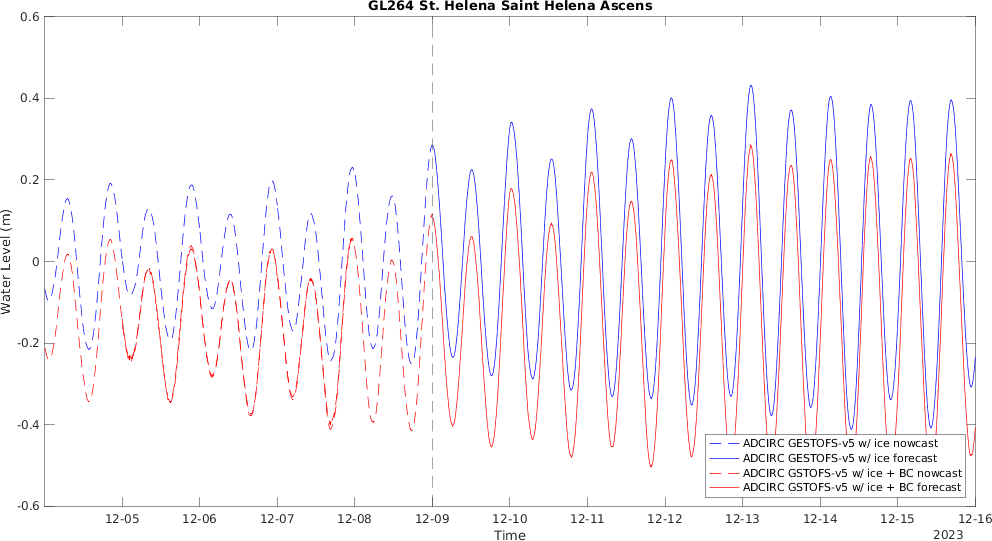 GL264 St. Helena Saint Helena Ascens
0.6
0.4
0.2
0
-0.2
-0.4
-0.6
Water Level (m)
12-05 12-06 12-07 12-08 12-09 12-10 12-11 12-12 12-13 12-14 12-15 12-16
Time
2023
ADCIRC GESTOFS-v5 w/ ice nowcast
ADCIRC GESTOFS-v5 w/ ice forecast
ADCIRC GSTOFS-v5 w/ ice + BC nowcast
ADCIRC GSTOFS-v5 w/ ice + BC forecast